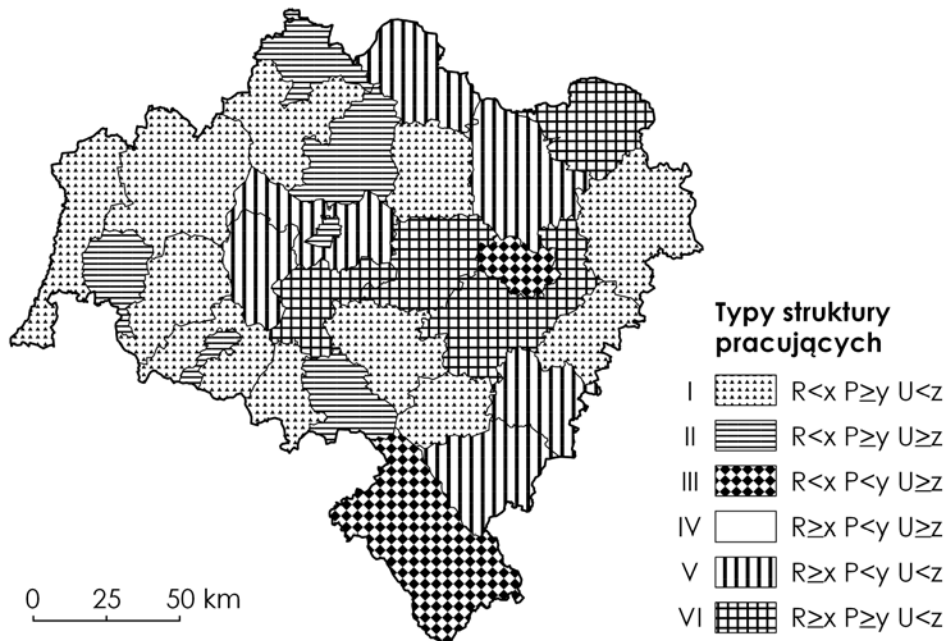 Typy struktury
pracujących
I R<x P≥y U<z
II R<x P≥y U≥z
III R<x P<y U≥z
IV R≥x P<y U≥z
V R≥x P<y U<z
VI R≥x P≥y U<z
0 25 50 km